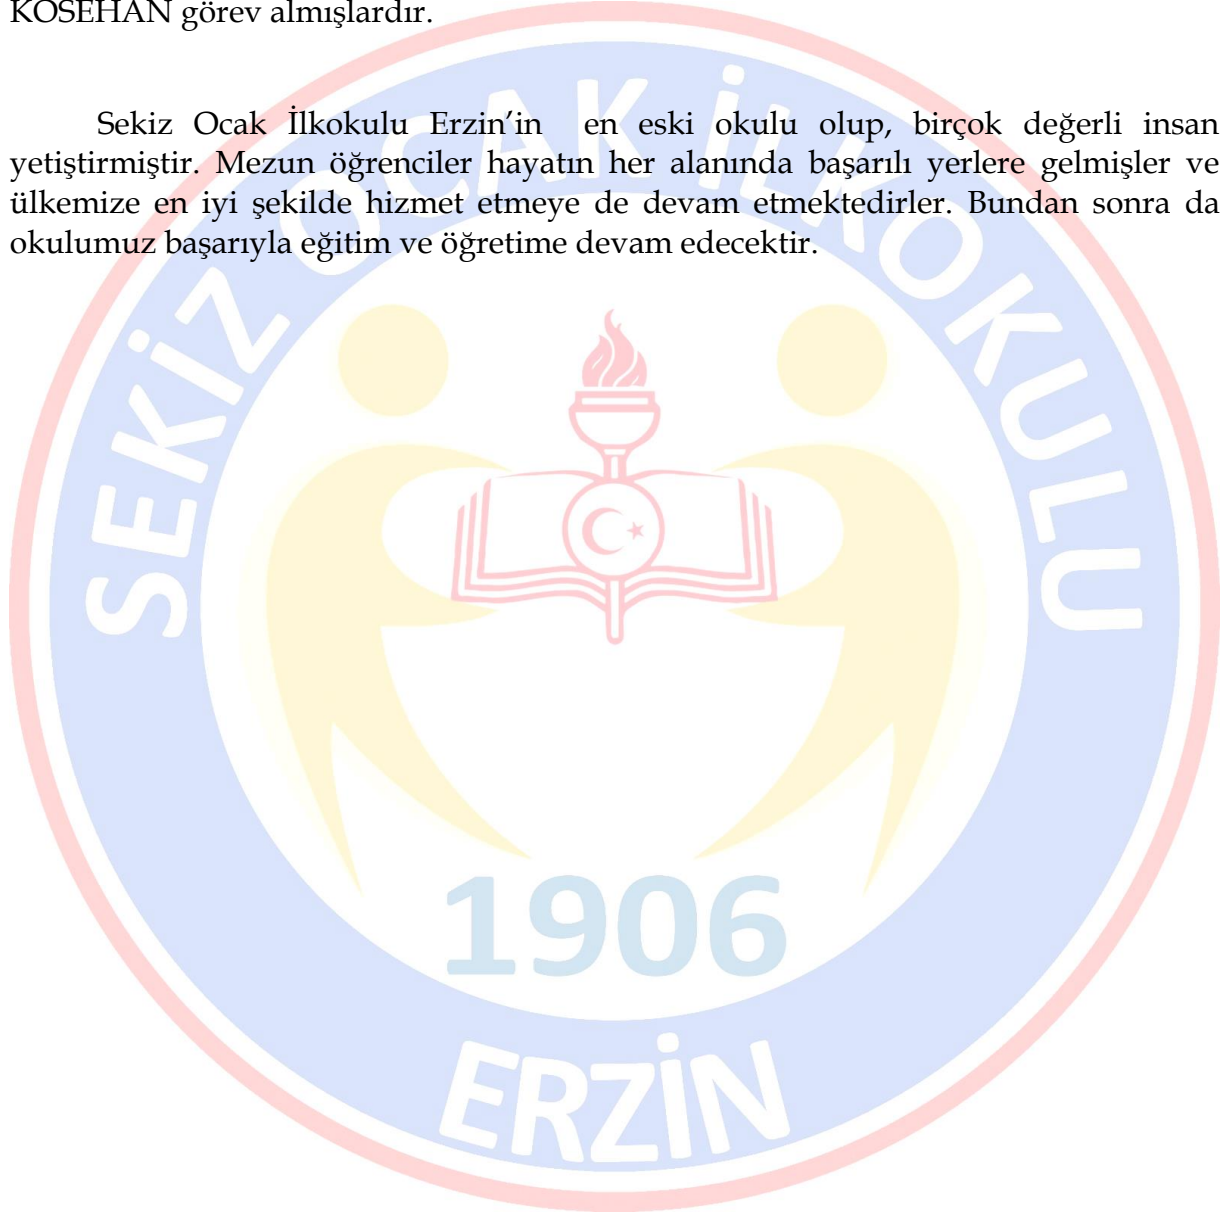 KÖSEHAN görev almışlardır.
Sekiz Ocak İlkokulu Erzin’in en eski okulu olup, birçok değerli insan
yetiştirmiştir. Mezun öğrenciler hayatın her alanında başarılı yerlere gelmişler ve
ülkemize en iyi şekilde hizmet etmeye de devam etmektedirler. Bundan sonra da
okulumuz başarıyla eğitim ve öğretime devam edecektir.
SEKİZ OCAK İLKOKULU
1906
ERZİN